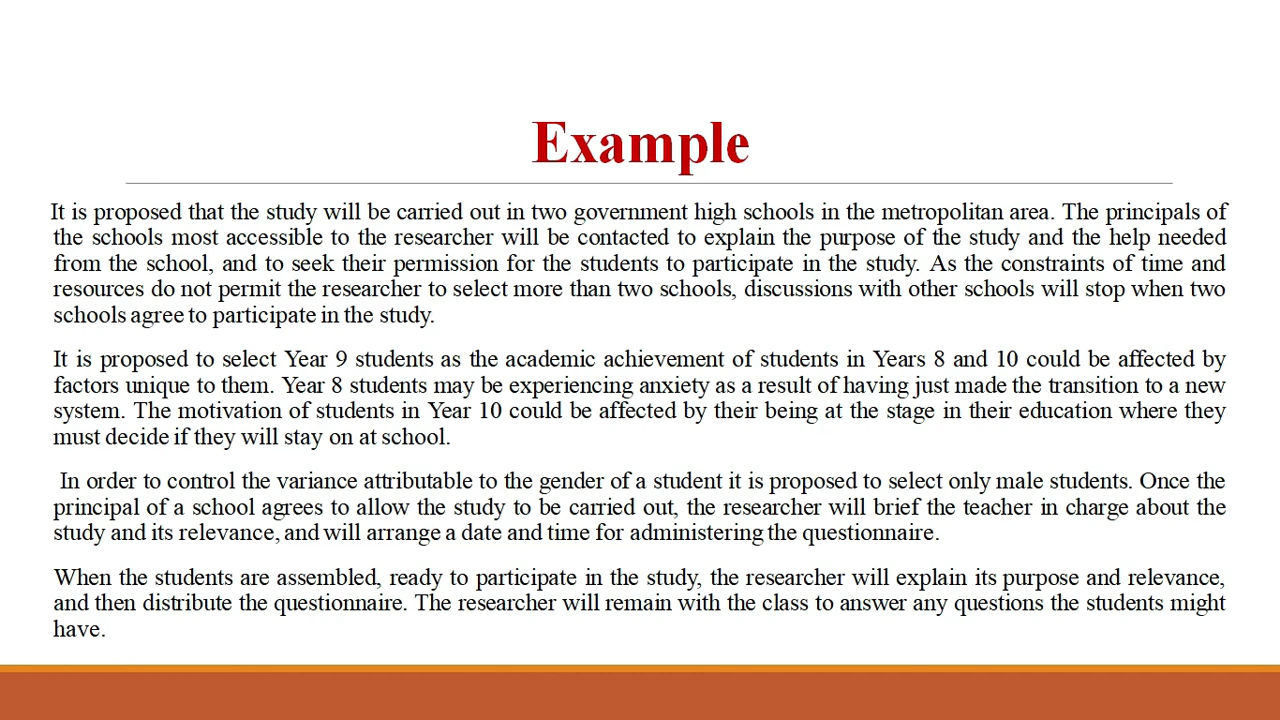 Example
It is proposed that the study will be carried out in two government high schools in the metropolitan area. The principals of
the schools most accessible to the researcher will be contacted to explain the purpose of the study and the help needed
from the school, and to seek their permission for the students to participate in the study. As the constraints of time and
resources do not permit the researcher to select more than two schools, discussions with other schools will stop when two
schools agree to participate in the study.
It is proposed to select Year 9 students as the academic achievement of students in Years 8 and 10 could be affected by
factors unique to them. Year 8 students may be experiencing anxiety as a result of having just made the transition to a new
system. The motivation of students in Year 10 could be affected by their being at the stage in their education where they
must decide if they will stay on at school.
In order to control the variance attributable to the gender of a student it is proposed to select only male students. Once the
principal of a school agrees to allow the study to be carried out, the researcher will brief the teacher in charge about the
study and its relevance, and will arrange a date and time for administering the questionnaire.
When the students are assembled, ready to participate in the study, the researcher will explain its purpose and relevance,
and then distribute the questionnaire. The researcher will remain with the class to answer any questions the students might
have.